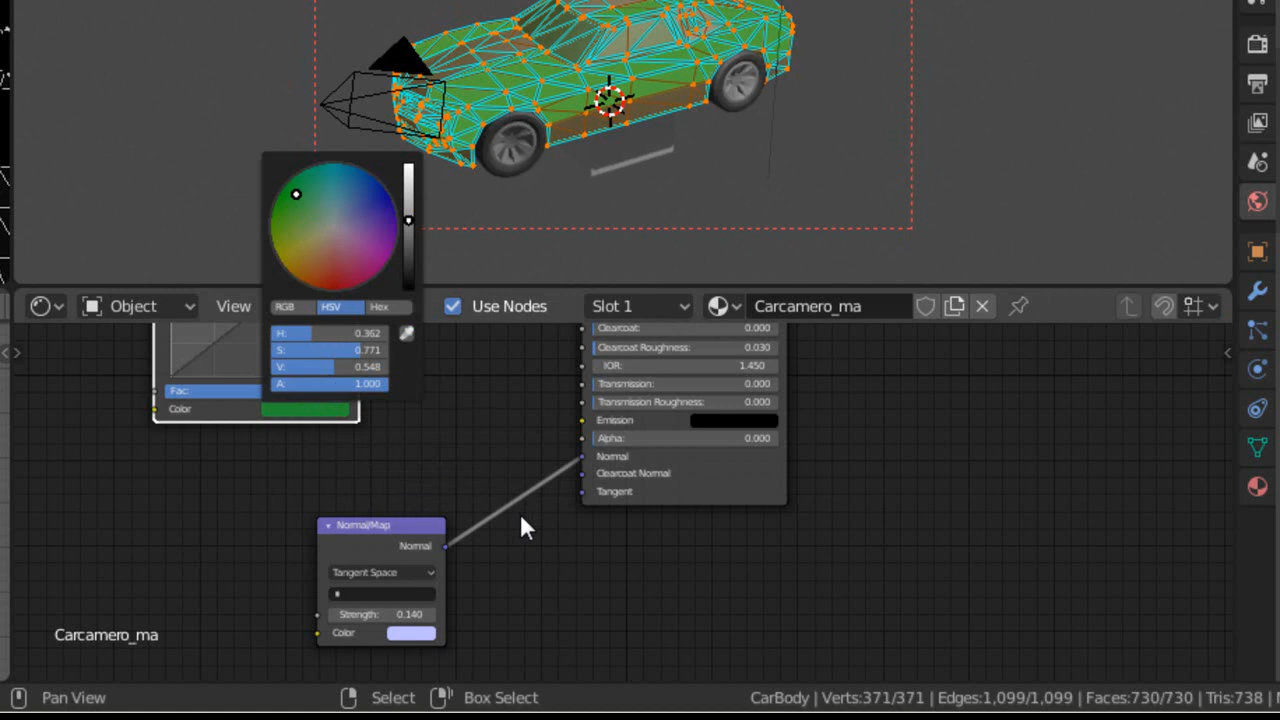 RGB HSV Hex
H: 0.362
S: 0.771
V: 0.548
A: 1.000
Object View Use Nodes Slot 1 Carcamero_ma
Fac:
Color
Clearcoat: 0.000
Clearcoat Roughness: 0.030
IOR: 1.450
Transmission: 0.000
Transmission Roughness: 0.000
Emission
Alpha: 0.000
Normal
Clearcoat Normal
Tangent
Normal/Map
Normal
Tangent Space
Strength: 0.140
Color
Carcamero_ma
Pan View Select Box Select CarBody | Verts:371/371 | Edges:1,099/1,099 | Faces:730/730 | Tris:738 |